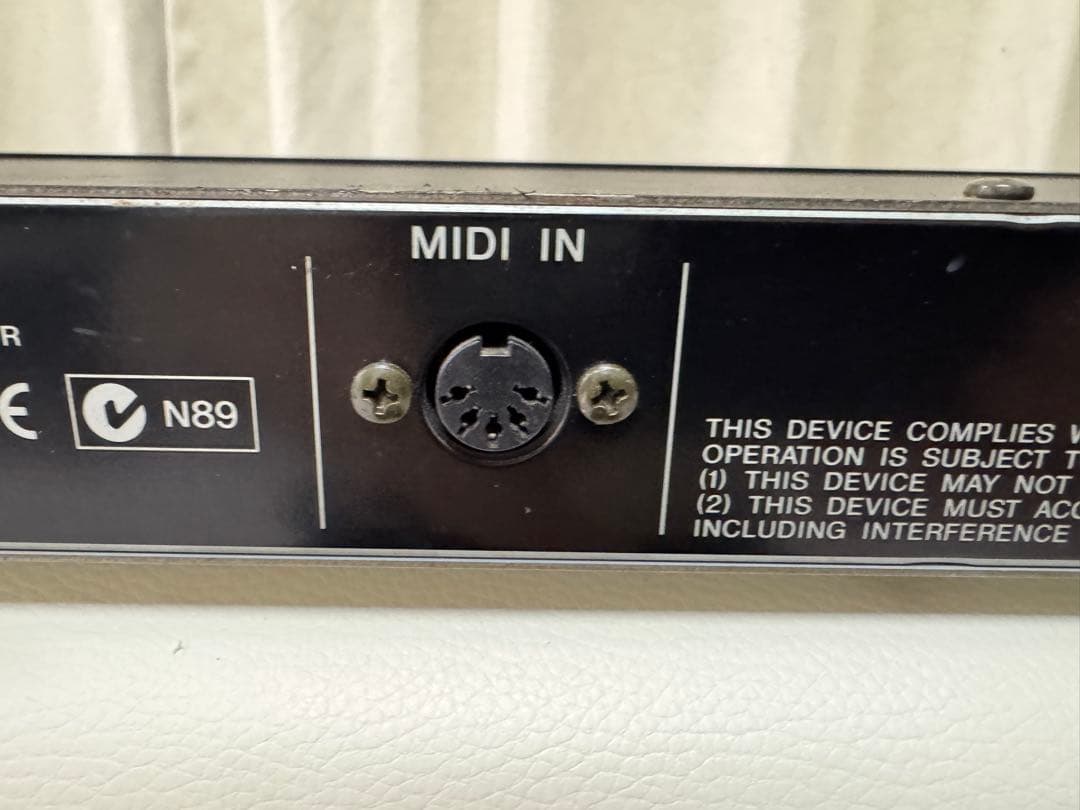 MIDI IN
R
CE N89
THIS DEVICE COMPLIES
OPERATION IS SUBJECT
(1) THIS DEVICE MAY NOT
(2) THIS DEVICE MUST
INCLUDING INTERFERENCE